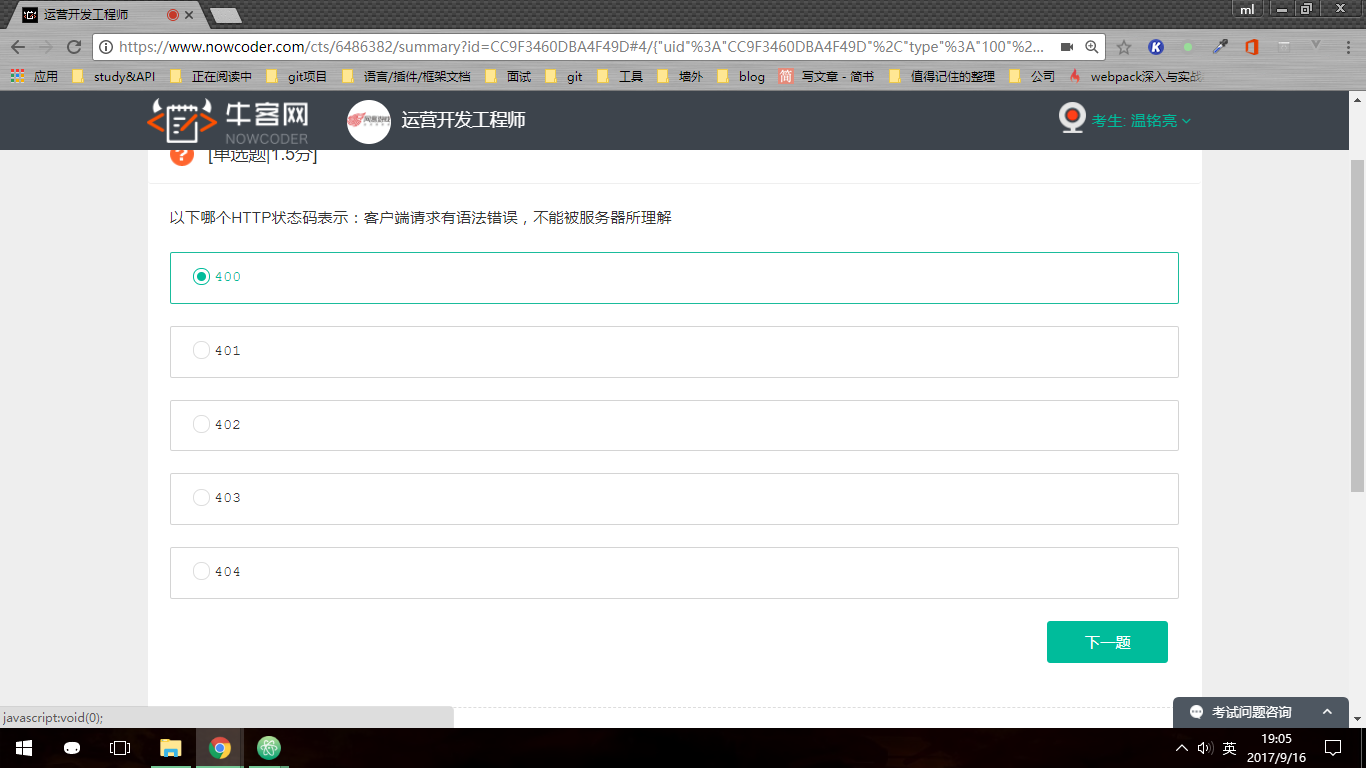 运营开发工程师
ml
https://www.nowcoder.com/cts/6486382/summary?id=CC9F3460DBA4F49D#4/{"uid"%3A"CC9F3460DBA4F49D"%2C"type"%3A"100"%2...
应用 study&API 正在阅读中 git项目 语言/插件/框架文档 面试 git 工具 墙外 blog 简 写文章 - 简书 值得记住的整理 公司 webpack深入与实战
牛客网
NOWCODER
运营开发工程师
考生: 温铭亮
[单选题|1.5分]
以下哪个HTTP状态码表示：客户端请求有语法错误，不能被服务器所理解
400
401
402
403
404
下一题
考试问题咨询
javascript:void(0);
英
19:05
2017/9/16